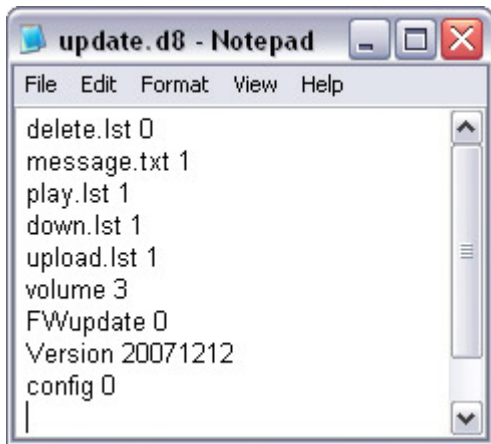 update.d8 - Notepad
File Edit Format View Help
delete.lst 0
message.txt 1
play.lst 1
down.lst 1
upload.lst 1
volume 3
FWupdate 0
Version 20071212
config 0